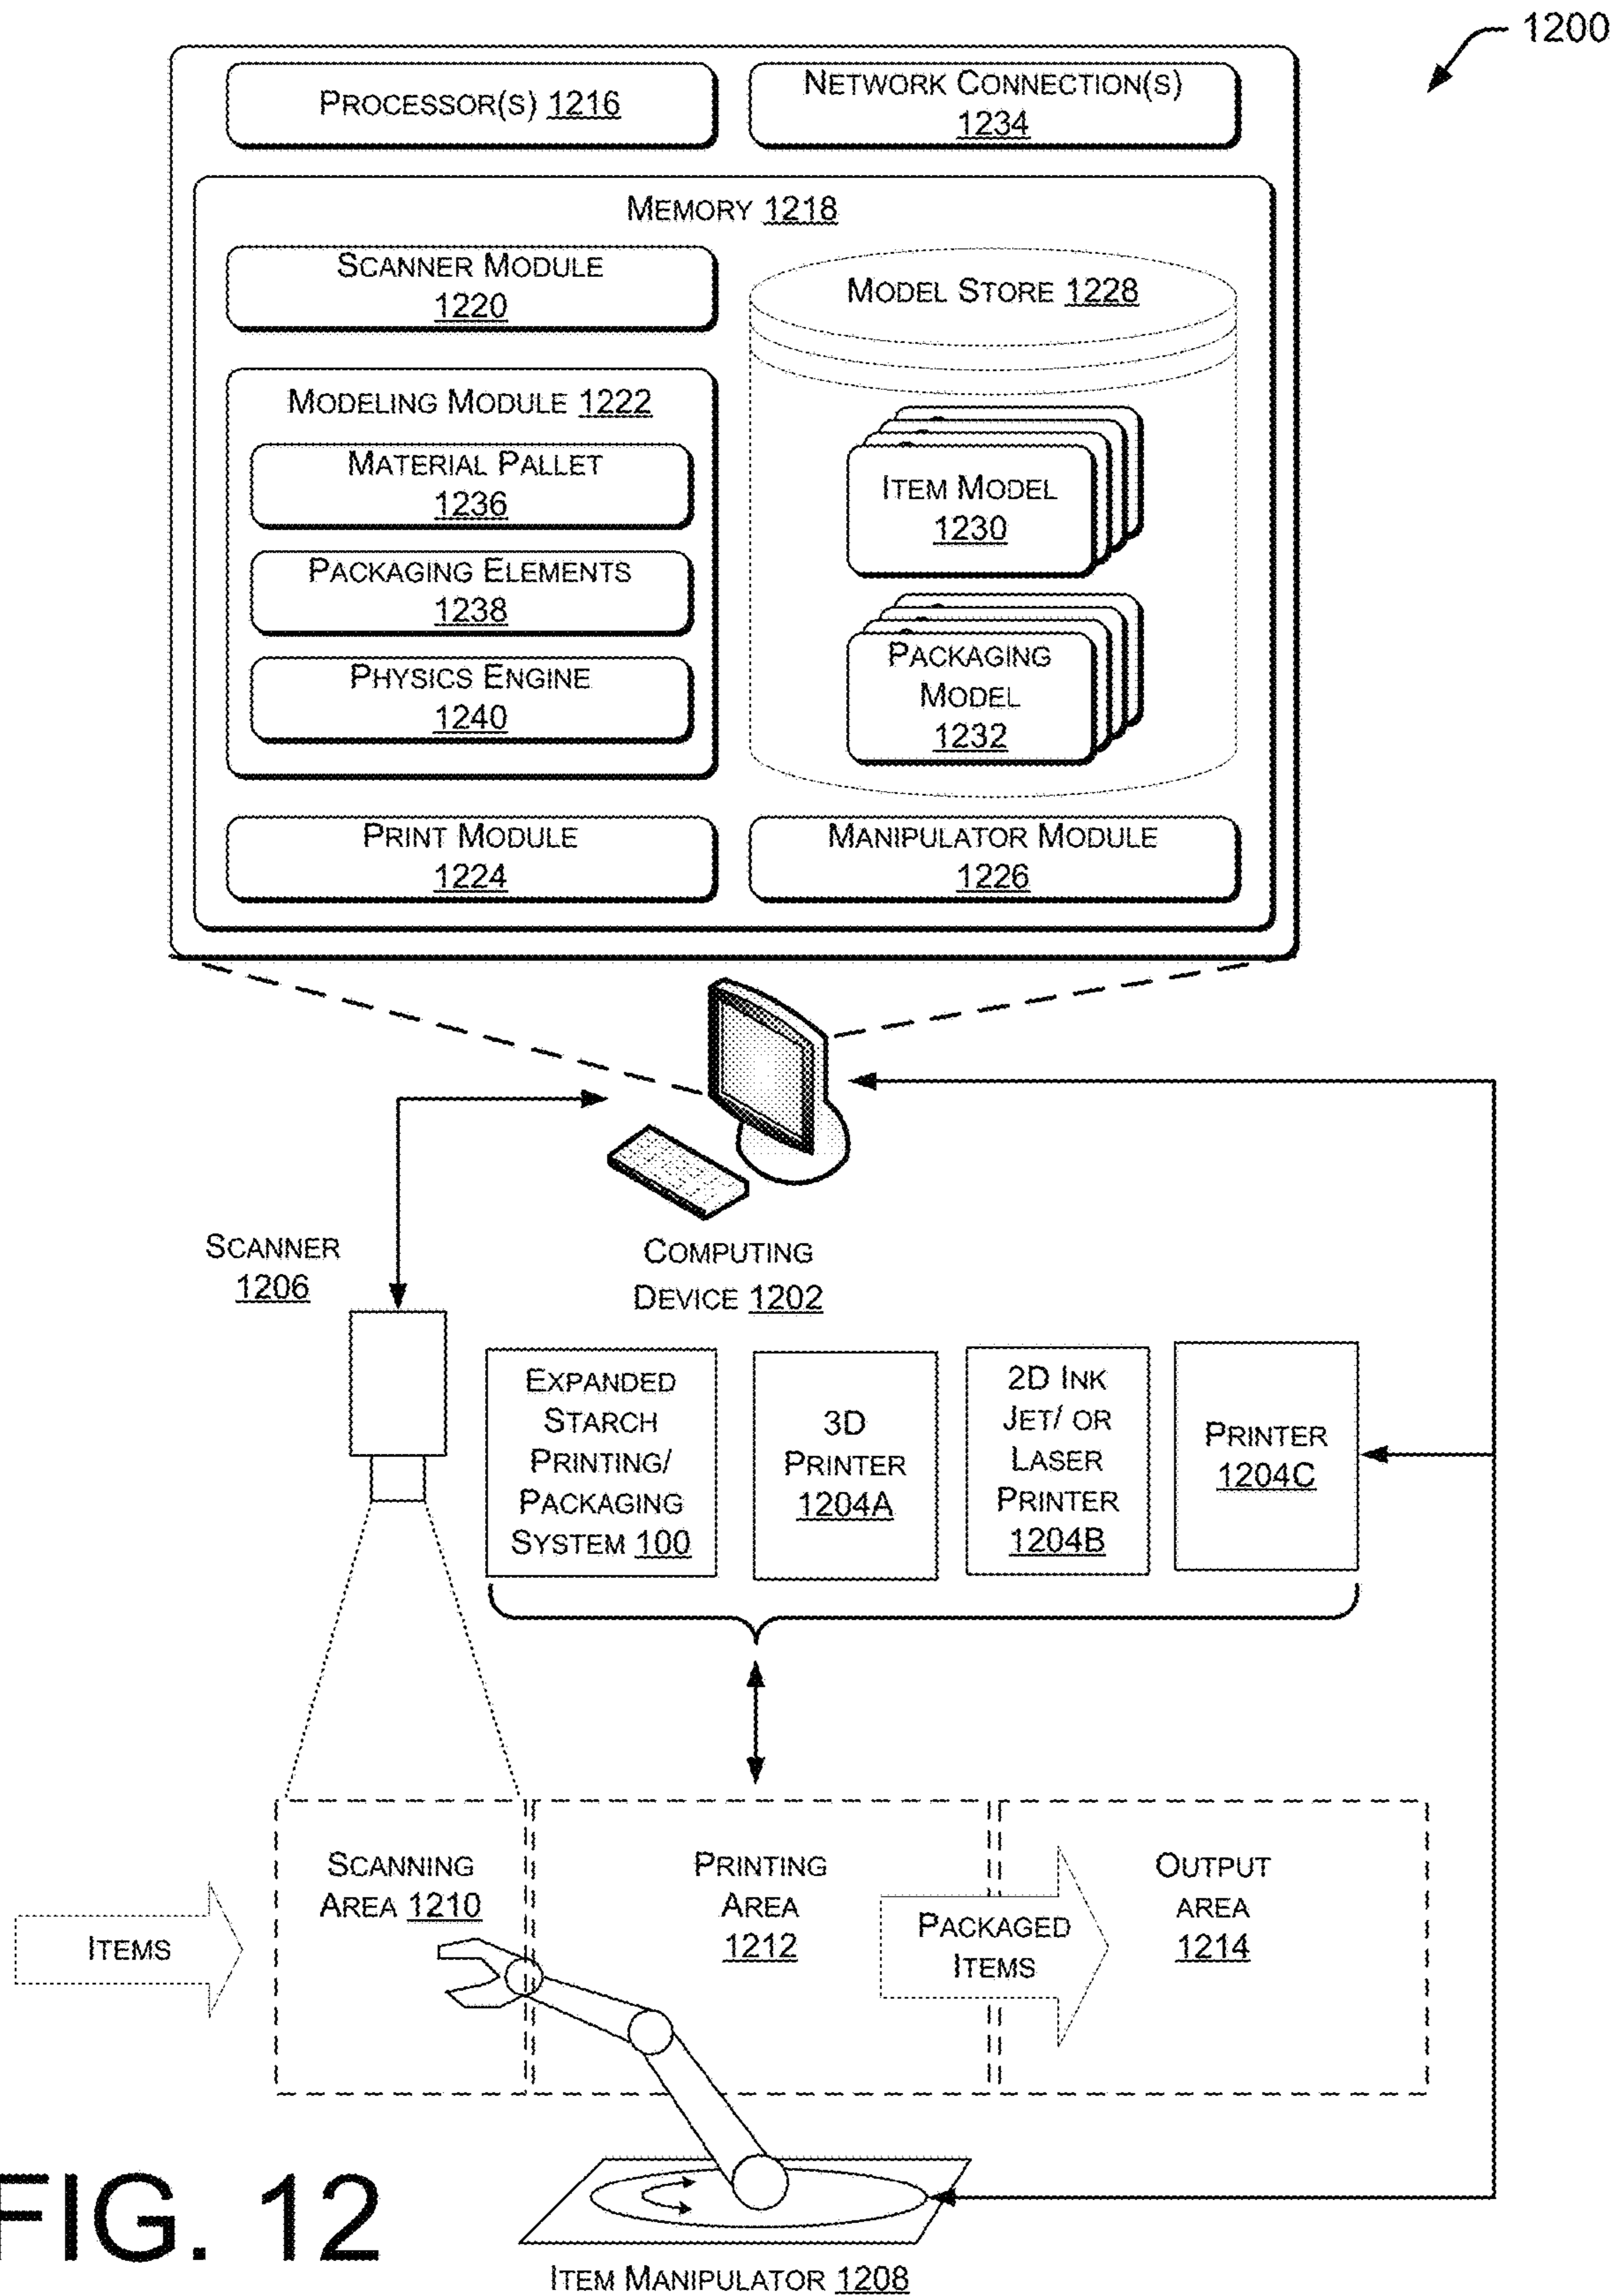 1200
PROCESSOR(S) 1216
NETWORK CONNECTION(S)
1234
MEMORY 1218
SCANNER MODULE
1220
MODEL STORE 1228
MODELING MODULE 1222
MATERIAL PALLET
1236
PACKAGING ELEMENTS
1238
PHYSICS ENGINE
1240
ITEM MODEL
1230
PACKAGING
MODEL
1232
PRINT MODULE
1224
MANIPULATOR MODULE
1226
SCANNER
1206
COMPUTING
DEVICE 1202
EXPANDED
STARCH
PRINTING/
PACKAGING
SYSTEM 100
3D
PRINTER
1204A
2D INK
JET/ OR
LASER
PRINTER
1204B
PRINTER
1204C
ITEMS
SCANNING
AREA 1210
PRINTING
AREA
1212
PACKAGED
ITEMS
OUTPUT
AREA
1214
FIG. 12
ITEM MANIPULATOR 1208